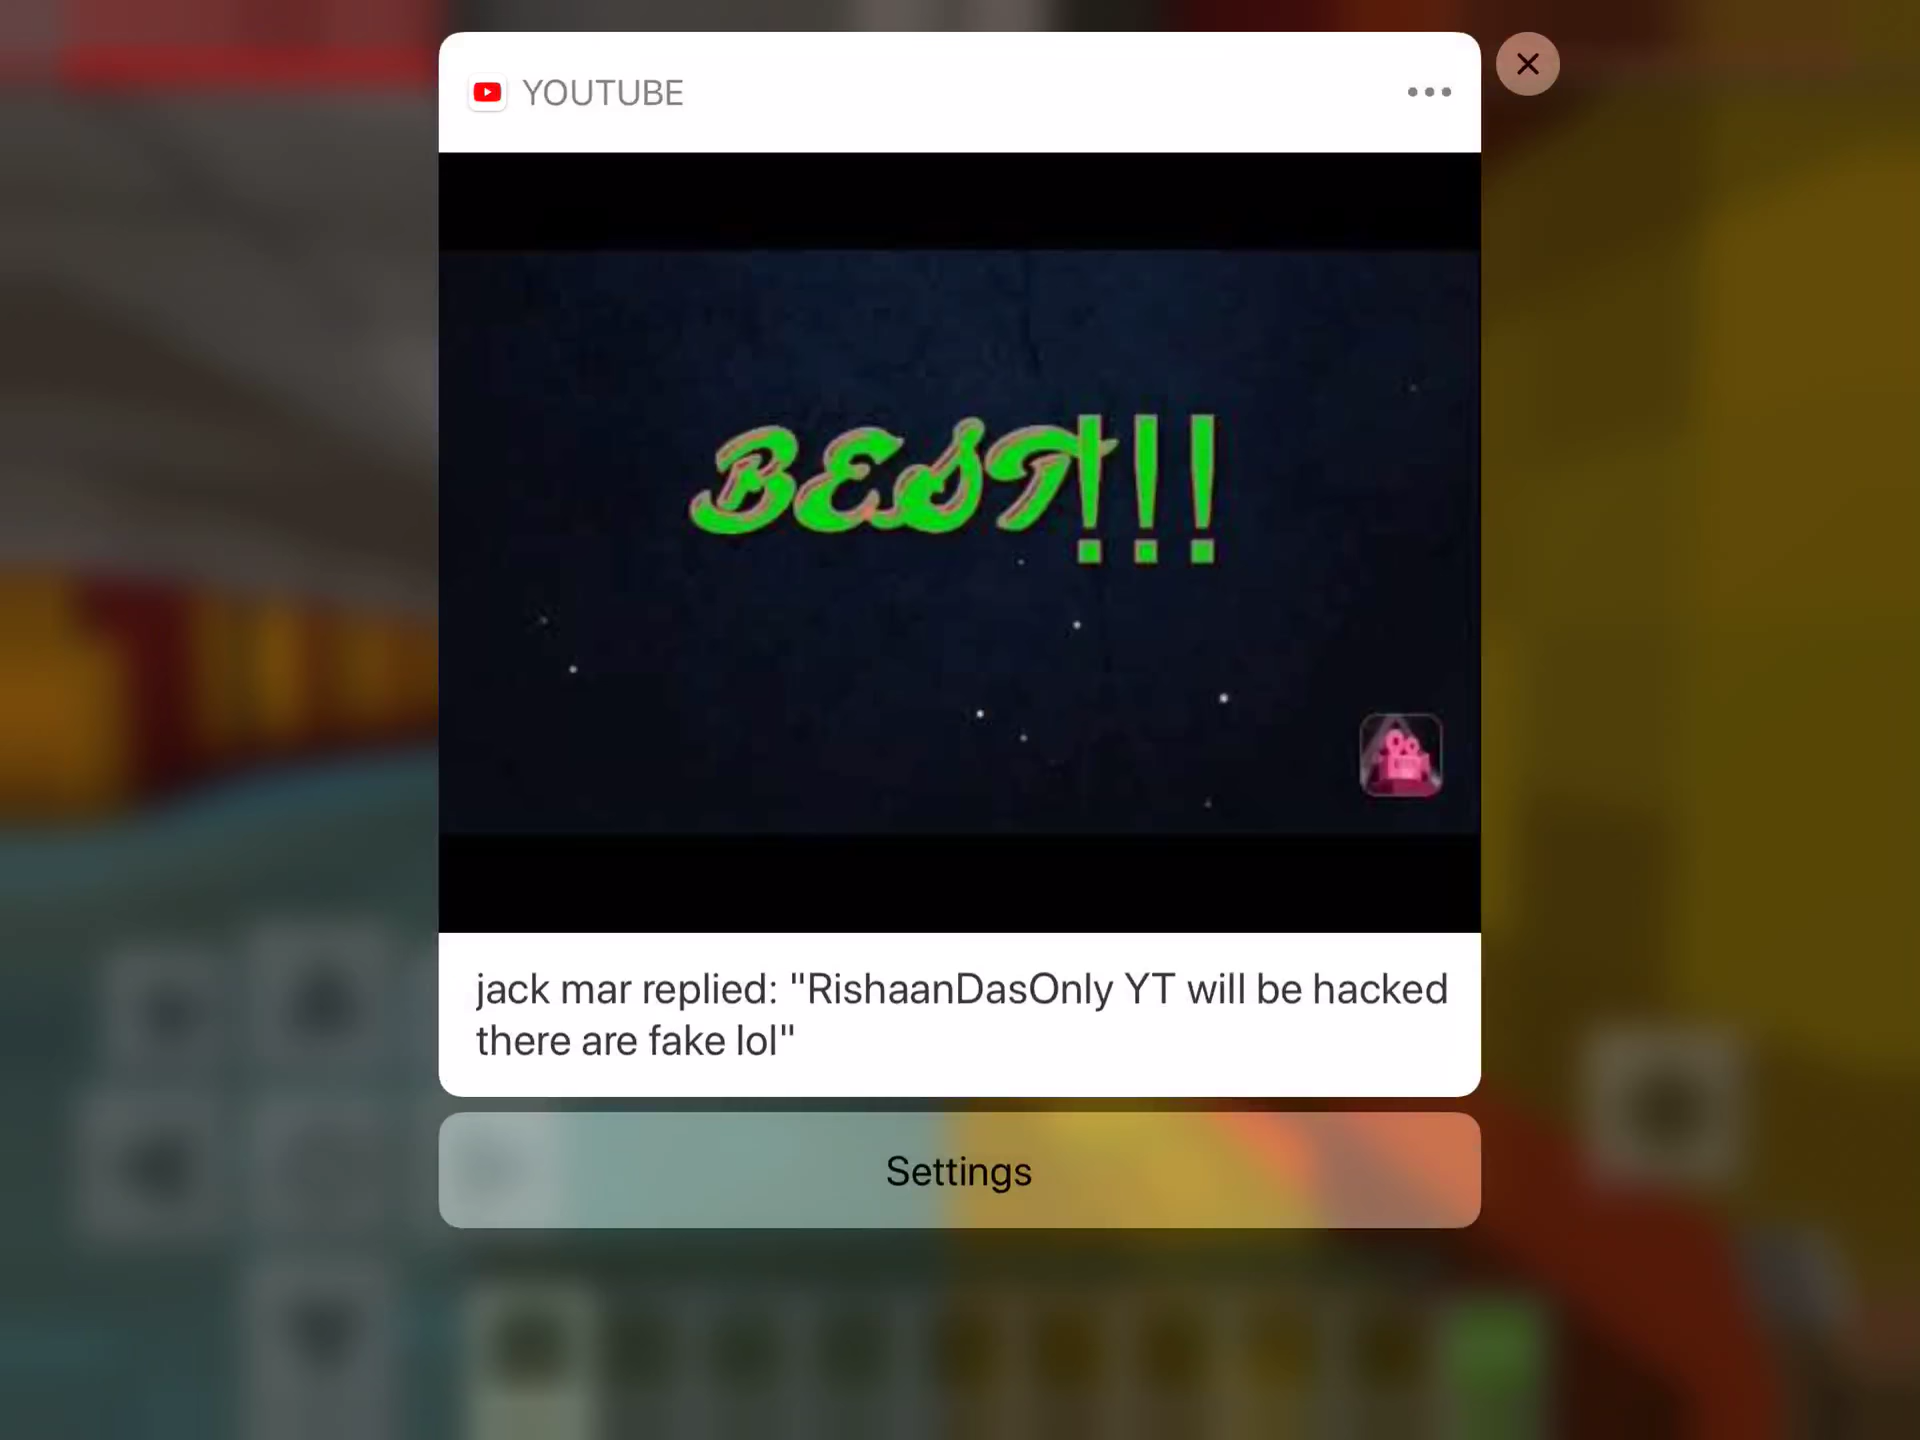 YOUTUBE
BEST!!!
jack mar replied: "RishaanDasOnly YT will be hacked
there are fake lol"
Settings